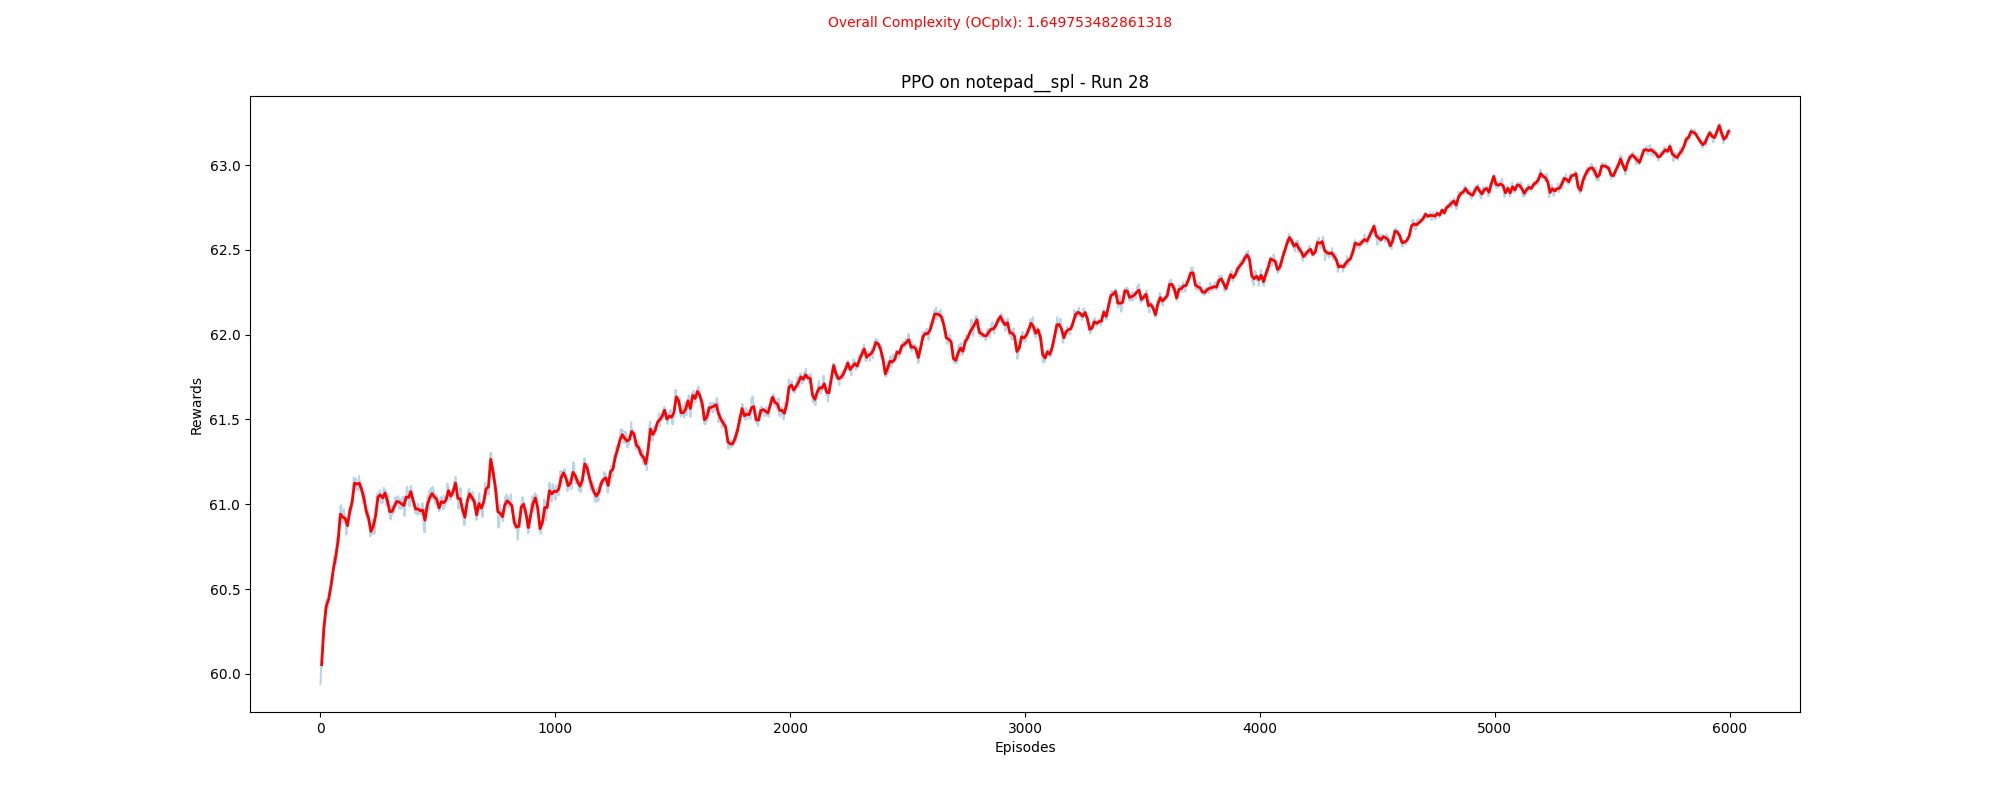 Overall Complexity (OCplx): 1.649753482861318
PPO on notepad__spl - Run 28
Rewards
63.0
62.5
62.0
61.5
61.0
60.5
60.0
0 1000 2000 3000 4000 5000 6000
Episodes